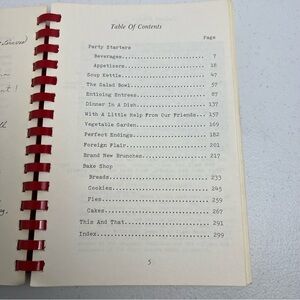 Table Of Contents
Page
Party Starters
Beverages 7
Appetizers 18
Soup Kettle 47
The Salad Bowl 57
Enticing Entrees 87
Dinner In A Dish 137
With A Little Help From Our Friends 157
Vegetable Garden 169
Perfect Endings 182
Foreign Flair 201
Brand New Brunches 217
Bake Shop
Breads 233
Cookies 245
Pies 259
Cakes 267
This And That 291
Index 299
5